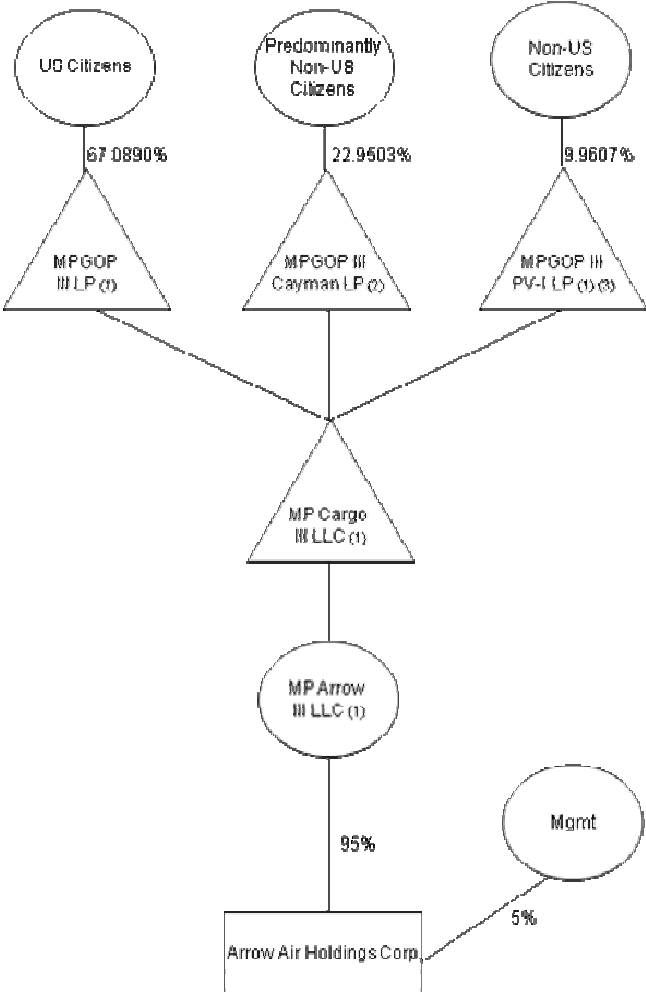 US Citizens
Predominantly
Non-US
Citizens
Non-US
Citizens
67.0890%
22.9503%
9.9607%
MPGOP
III LP (1)
MPGOP III
Cayman LP (2)
MPGOP III
PV-I LP (1) (3)
MP Cargo
III LLC (1)
MP Arrow
III LLC (1)
95%
Mgmt
5%
Arrow Air Holdings Corp